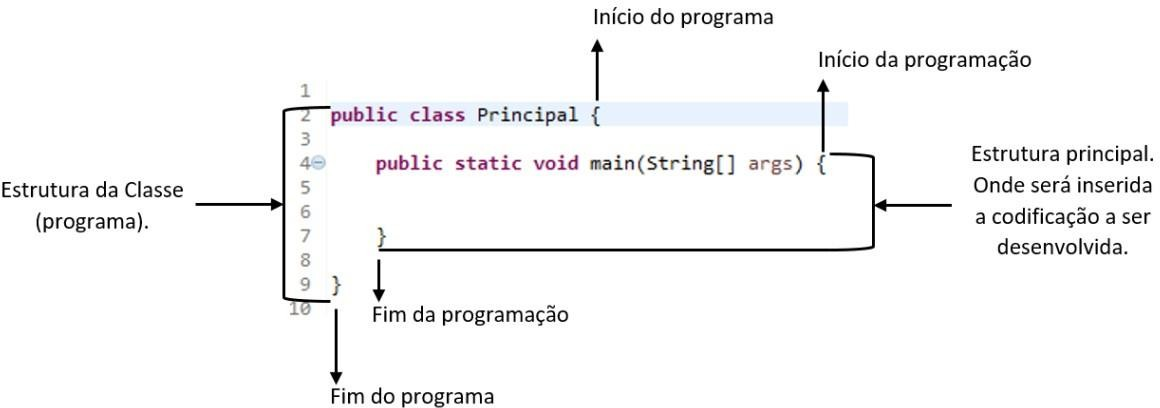 Início do programa
Início da programação
1
2 public class Principal {
3
4 public static void main(String[] args) {
5
6
7 }
8
9 }
10
Estrutura da Classe
(programa).
Estrutura principal.
Onde será inserida
a codificação a ser
desenvolvida.
Fim da programação
Fim do programa